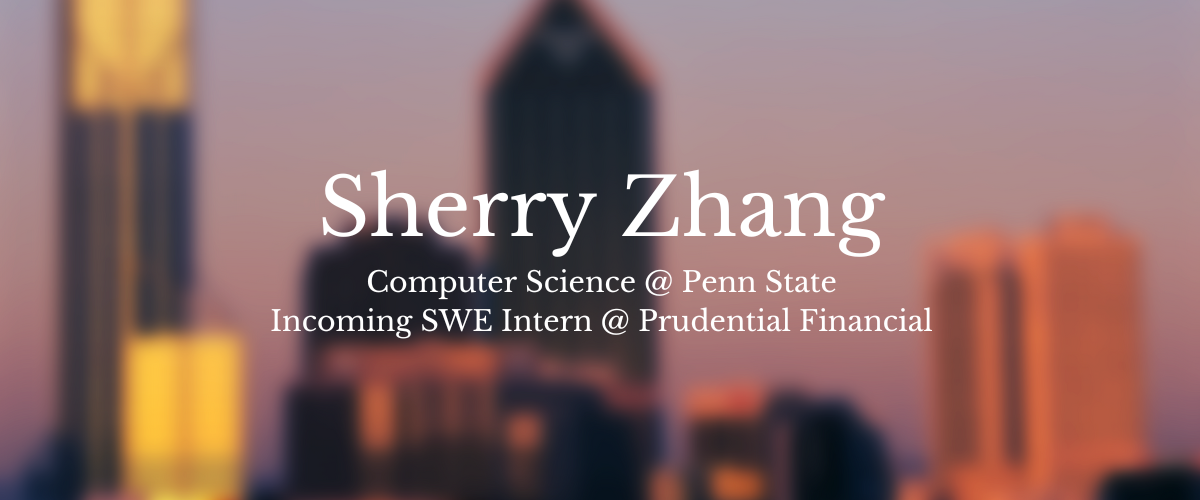 Sherry Zhang
Computer Science @ Penn State
Incoming SWE Intern @ Prudential Financial